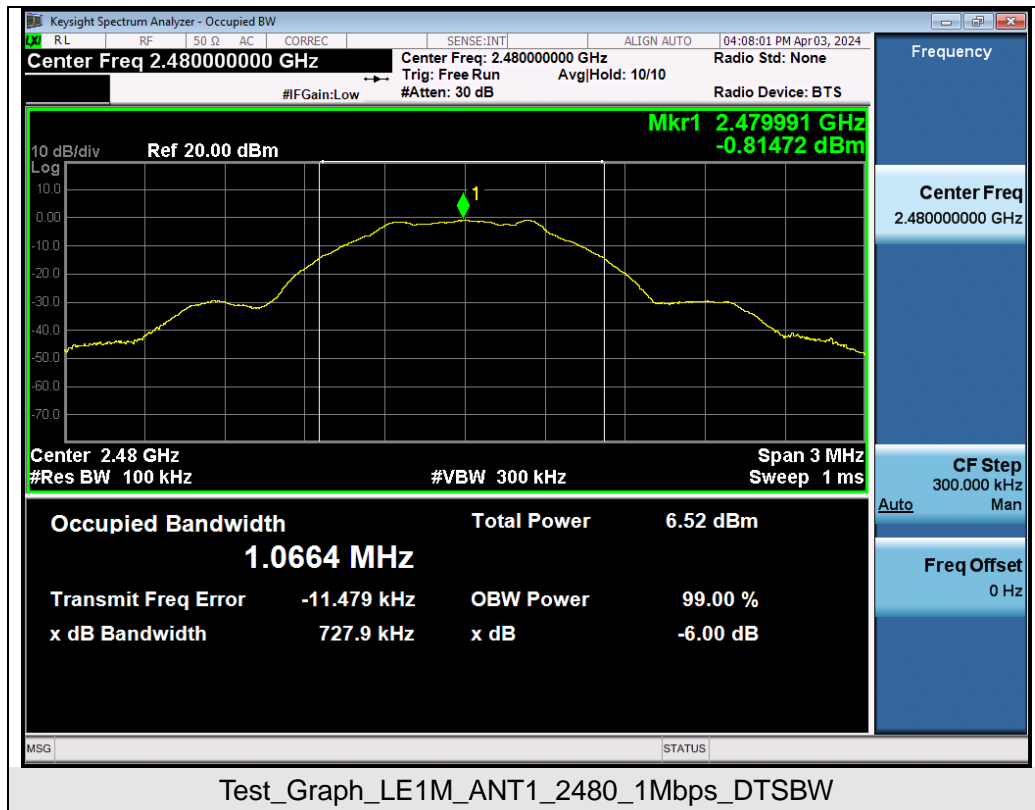 Keysight Spectrum Analyzer - Occupied BW
LXI RL RF 50 Ω AC CORREC SENSE:INT ALIGN AUTO 04:08:01 PM Apr 03, 2024
Center Freq 2.480000000 GHz
Center Freq: 2.480000000 GHz Radio Std: None
Trig: Free Run Avg|Hold: 10/10
#IFGain:Low #Atten: 30 dB Radio Device: BTS
Mkr1 2.479991 GHz
-0.81472 dBm
10 dB/div Ref 20.00 dBm
Log
10.0
1
0.00
-10.0
-20.0
-30.0
-40.0
-50.0
-60.0
-70.0
Center 2.48 GHz Span 3 MHz
#Res BW 100 kHz #VBW 300 kHz Sweep 1 ms
Occupied Bandwidth Total Power 6.52 dBm
1.0664 MHz
Transmit Freq Error -11.479 kHz OBW Power 99.00 %
x dB Bandwidth 727.9 kHz x dB -6.00 dB
MSG STATUS
Frequency
Center Freq
2.480000000 GHz
CF Step
300.000 kHz
Auto Man
Freq Offset
0 Hz
Test_Graph_LE1M_ANT1_2480_1Mbps_DTSBW